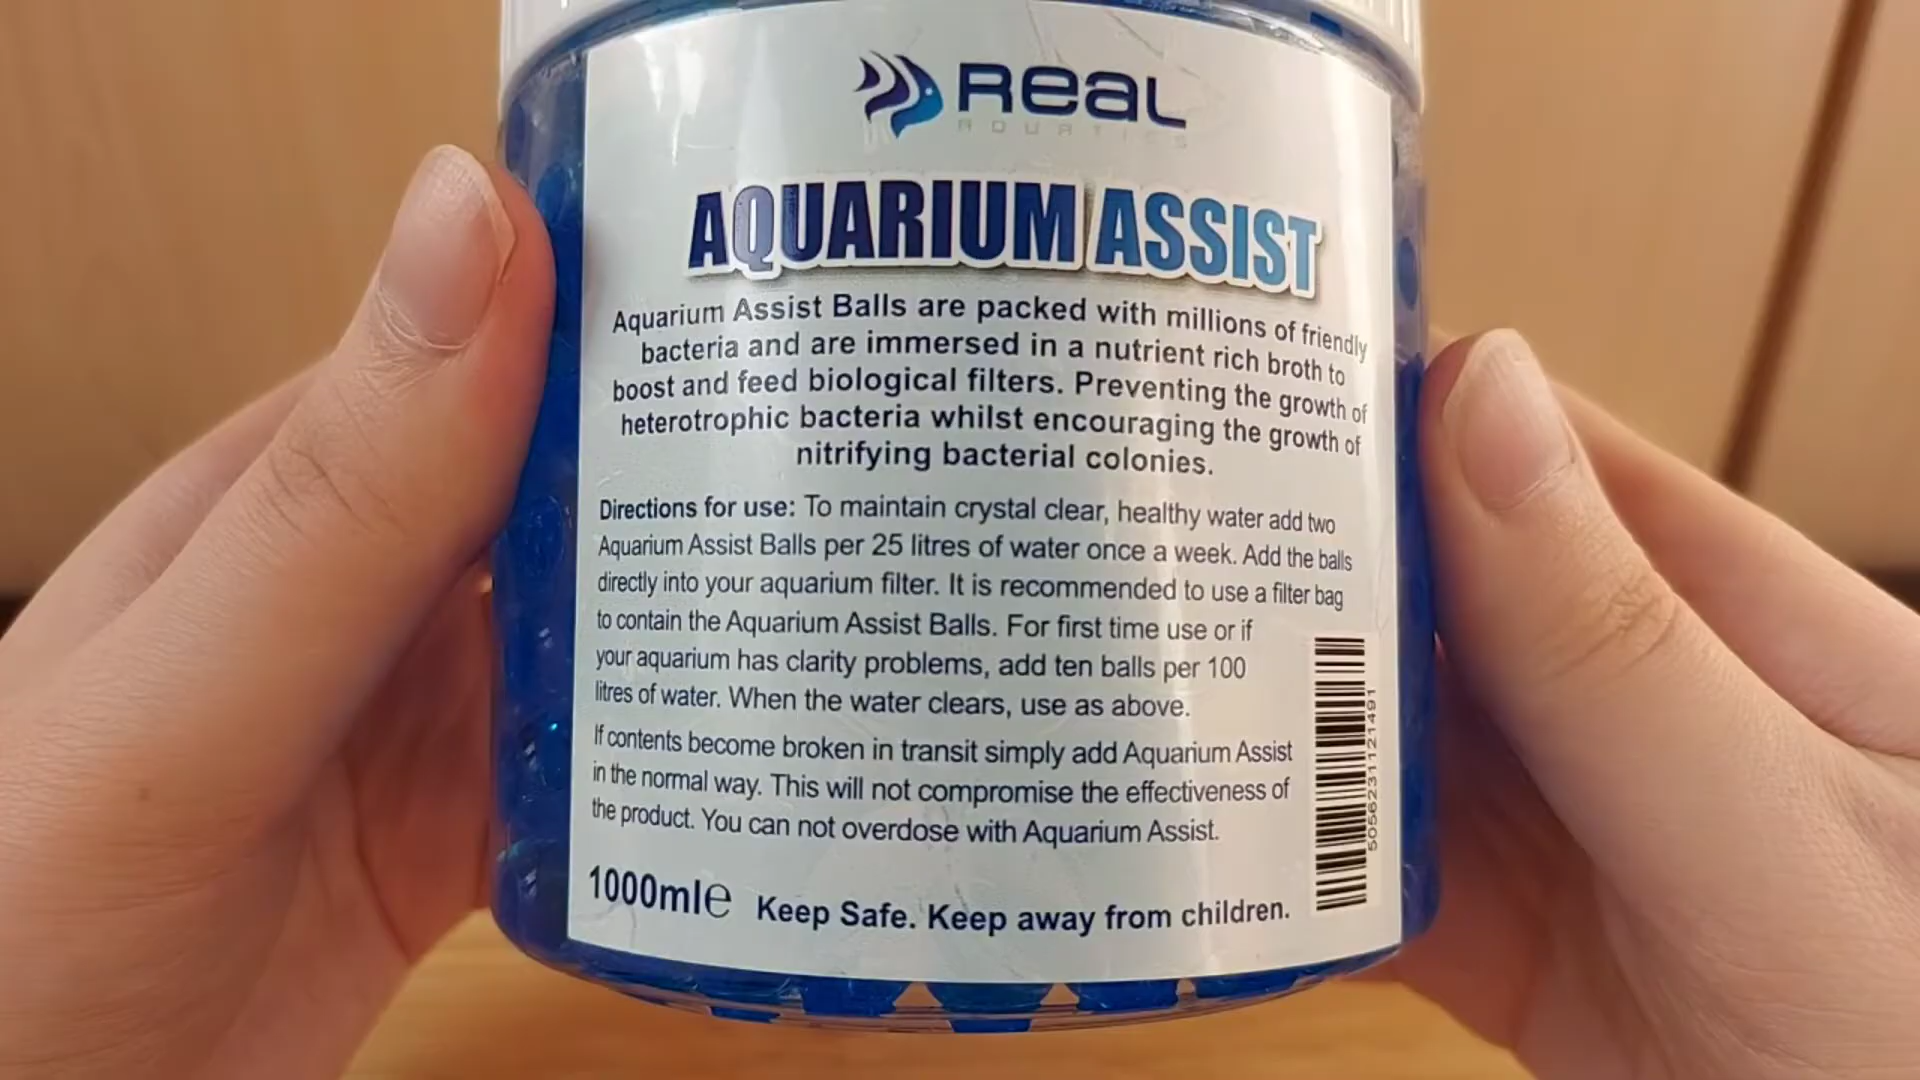 Real
AQUATICS
AQUARIUM ASSIST
Aquarium Assist Balls are packed with millions of friendly
bacteria and are immersed in a nutrient rich broth to
boost and feed biological filters. Preventing the growth of
heterotrophic bacteria whilst encouraging the growth of
nitrifying bacterial colonies.
Directions for use: To maintain crystal clear, healthy water add two
Aquarium Assist Balls per 25 litres of water once a week. Add the balls
directly into your aquarium filter. It is recommended to use a filter bag
to contain the Aquarium Assist Balls. For first time use or if
your aquarium has clarity problems, add ten balls per 100
litres of water. When the water clears, use as above.
If contents become broken in transit simply add Aquarium Assist
in the normal way. This will not compromise the effectiveness of
the product. You can not overdose with Aquarium Assist.
1000ml℮ Keep Safe. Keep away from children.
5056231121491